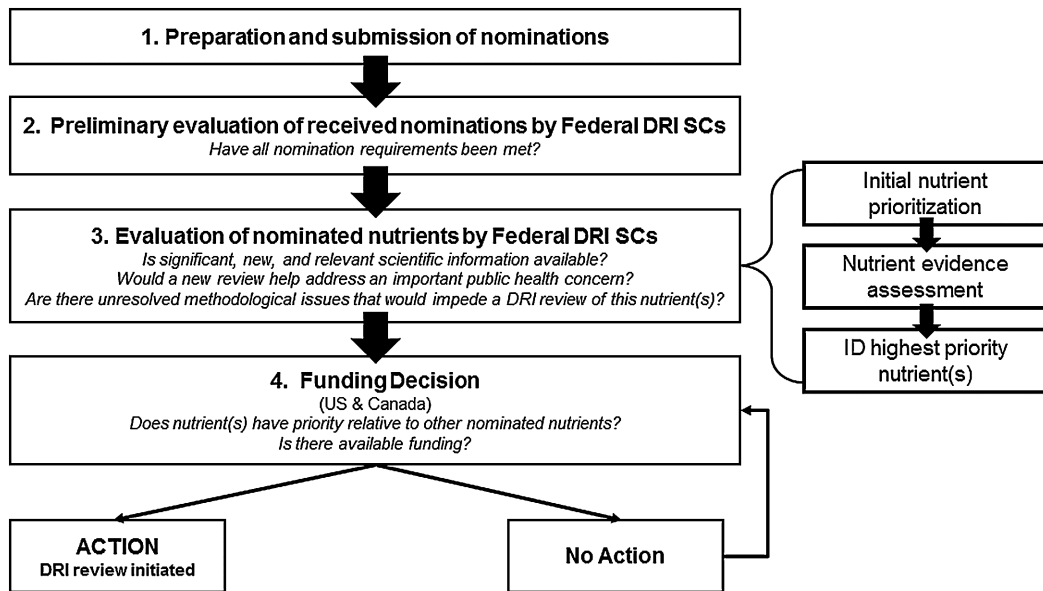 1. Preparation and submission of nominations
2. Preliminary evaluation of received nominations by Federal DRI SCs
Have all nomination requirements been met?
3. Evaluation of nominated nutrients by Federal DRI SCs
Is significant, new, and relevant scientific information available?
Would a new review help address an important public health concern?
Are there unresolved methodological issues that would impede a DRI review of this nutrient(s)?
Initial nutrient
prioritization
Nutrient evidence
assessment
ID highest priority
nutrient(s)
4. Funding Decision
(US & Canada)
Does nutrient(s) have priority relative to other nominated nutrients?
Is there available funding?
ACTION
DRI review initiated
No Action